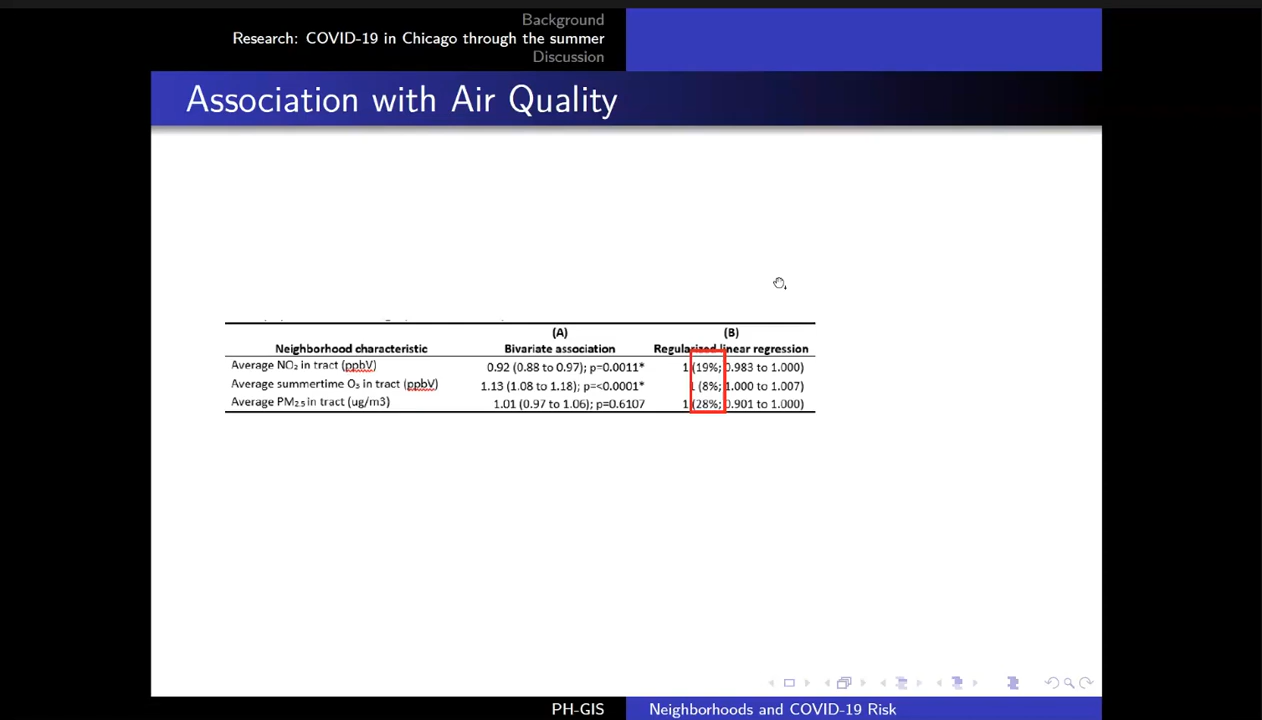 Background
Research: COVID-19 in Chicago through the summer
Discussion
Association with Air Quality
(A) (B)
Neighborhood characteristic Bivariate association Regularized linear regression
Average NO₂ in tract (ppbV) 0.92 (0.88 to 0.97); p=0.0011* 1 (19%; 0.983 to 1.000)
Average summertime O₃ in tract (ppbV) 1.13 (1.08 to 1.18); p=<0.0001* 1 (8%; 1.000 to 1.007)
Average PM₂.₅ in tract (ug/m3) 1.01 (0.97 to 1.06); p=0.6107 1 (28%; 0.901 to 1.000)
PH-GIS Neighborhoods and COVID-19 Risk